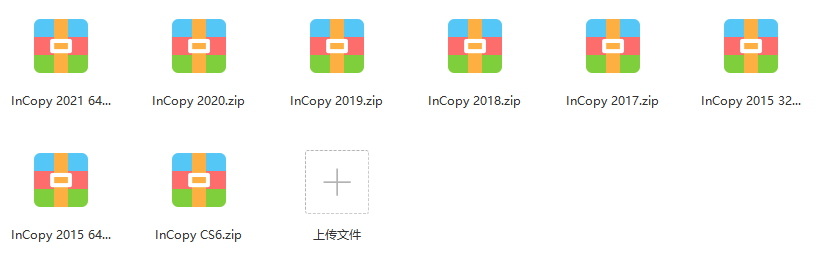 InCopy 2021 64...
InCopy 2020.zip
InCopy 2019.zip
InCopy 2018.zip
InCopy 2017.zip
InCopy 2015 32...
InCopy 2015 64...
InCopy CS6.zip
上传文件